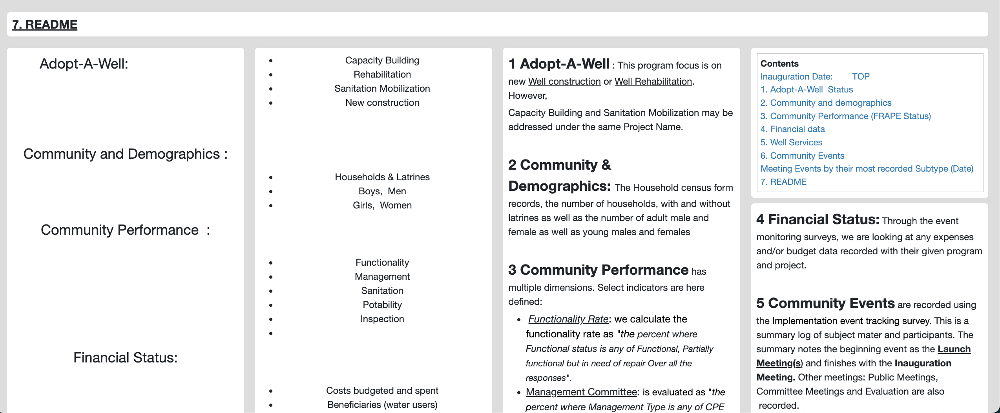 7. README
Adopt-A-Well:
Community and Demographics :
Community Performance  :
Financial Status:
• Capacity Building
• Rehabilitation
• Sanitation Mobilization
• New construction
• Households & Latrines
• Boys,  Men
• Girls,  Women
• Functionality
• Management
• Sanitation
• Potability
• Inspection
•
• Costs budgeted and spent
• Beneficiaries (water users)
1 Adopt-A-Well : This program focus is on
new Well construction or Well Rehabilitation.
However,
Capacity Building and Sanitation Mobilization may be
addressed under the same Project Name.
2 Community &
Demographics: The Household census form
records, the number of households, with and without
latrines as well as the number of adult male and
female as well as young males and females
3 Community Performance has
multiple dimensions. Select indicators are here
defined:
• Functionality Rate: we calculate the
functionality rate as "the percent where
Functional status is any of Functional, Partially
functional but in need of repair Over all the
responses".
• Management Committee: is evaluated as "the
percent where Management Type is any of CPE
Contents
Inauguration Date:        TOP
1. Adopt-A-Well  Status
2. Community and demographics
3. Community Performance (FRAPE Status)
4. Financial data
5. Well Services
6. Community Events
Meeting Events by their most recorded Subtype (Date)
7. README
4 Financial Status: Through the event
monitoring surveys, we are looking at any expenses
and/or budget data recorded with their given program
and project.
5 Community Events are recorded using
the Implementation event tracking survey. This is a
summary log of subject mater and participants. The
summary notes the beginning event as the Launch
Meeting(s) and finishes with the Inauguration
Meeting. Other meetings: Public Meetings,
Committee Meetings and Evaluation are also
recorded.